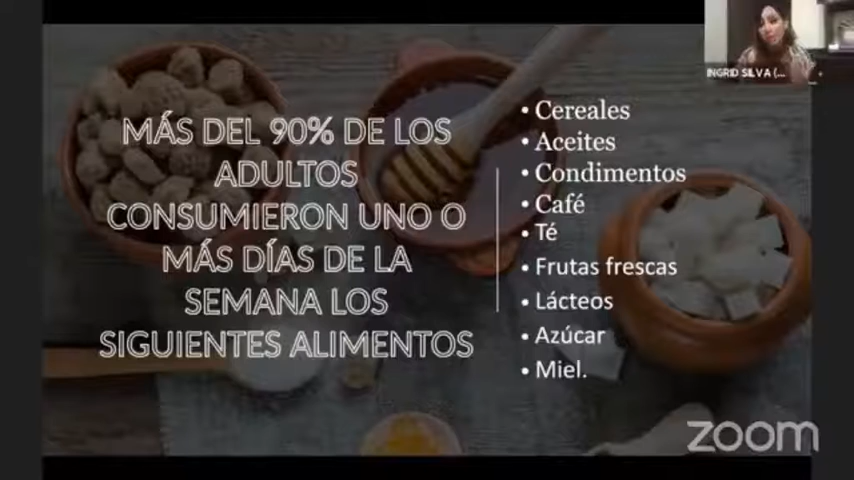 INGRID SILVA (...
MÁS DEL 90% DE LOS
ADULTOS
CONSUMIERON UNO O
MÁS DÍAS DE LA
SEMANA LOS
SIGUIENTES ALIMENTOS
• Cereales
• Aceites
• Condimentos
• Café
• Té
• Frutas frescas
• Lácteos
• Azúcar
• Miel.
zoom